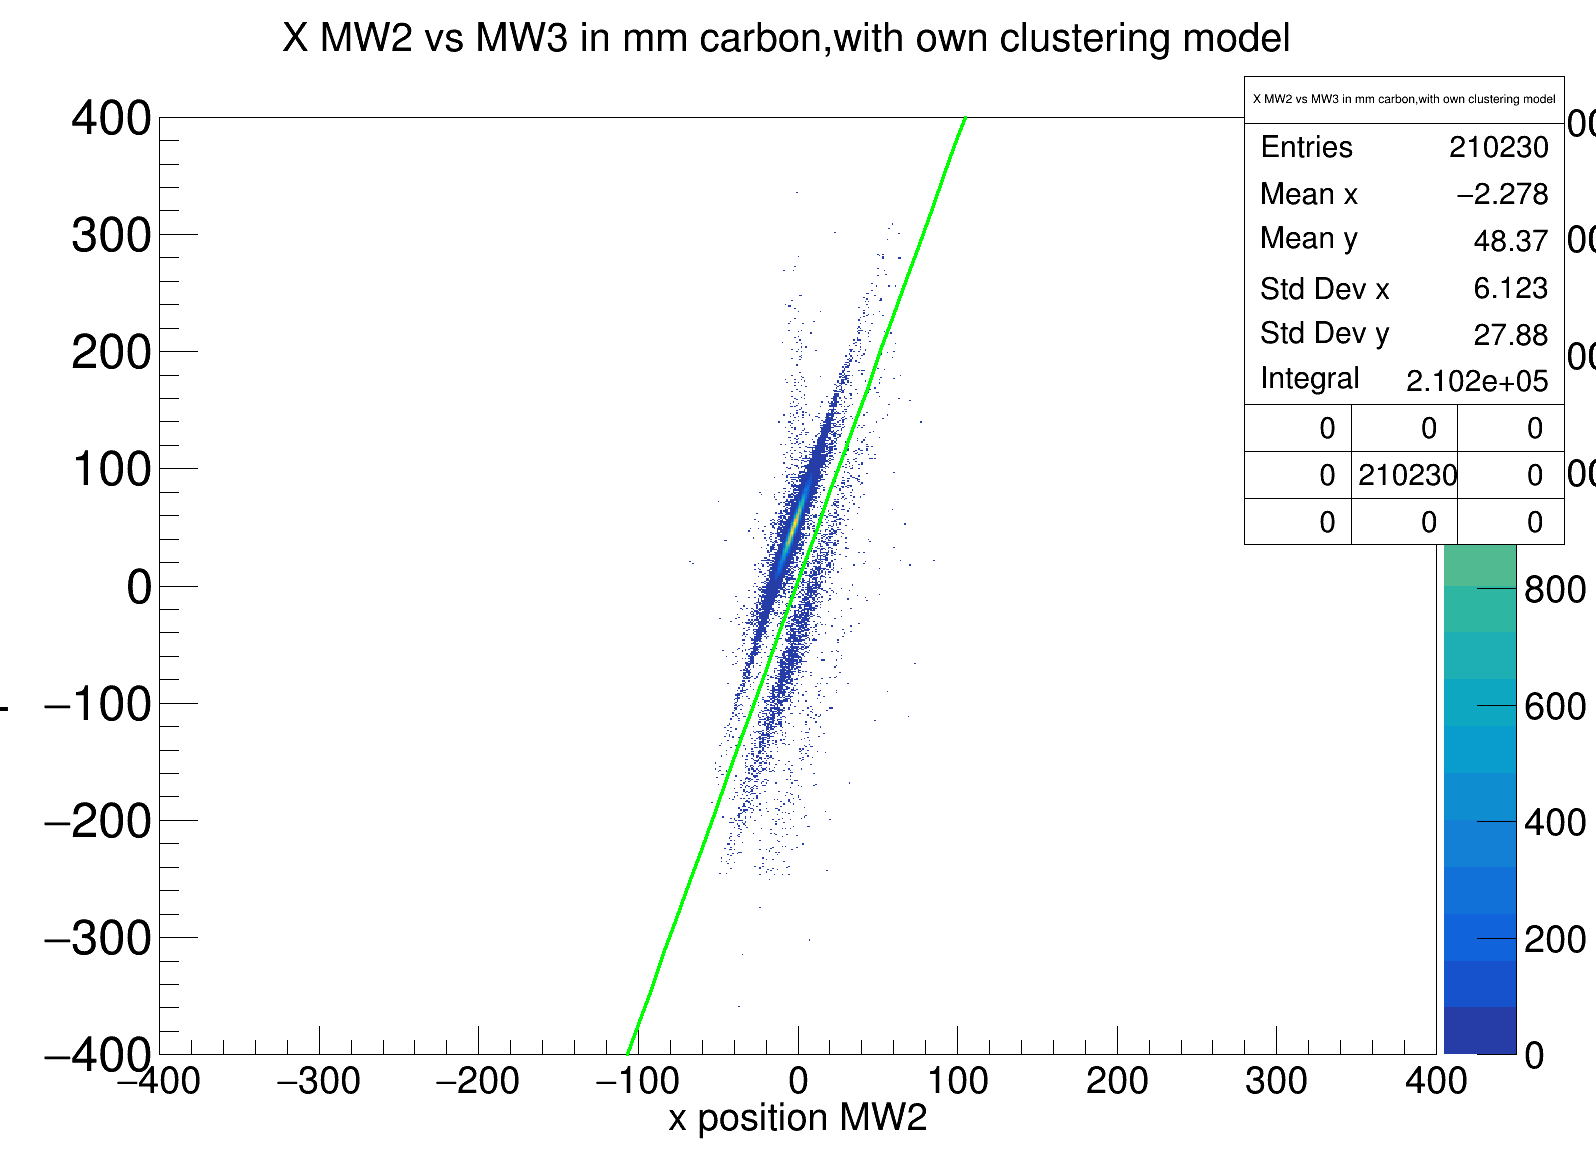 X MW2 vs MW3 in mm carbon,with own clustering model
X MW2 vs MW3 in mm carbon,with own clustering model
Entries 210230
Mean x −2.278
Mean y 48.37
Std Dev x 6.123
Std Dev y 27.88
Integral 2.102e+05
0 0 0
0 210230 0
0 0 0
400
300
200
100
0
−100
−200
−300
−400
−400 −300 −200 −100 0 100 200 300 400
x position MW2
800
600
400
200
0